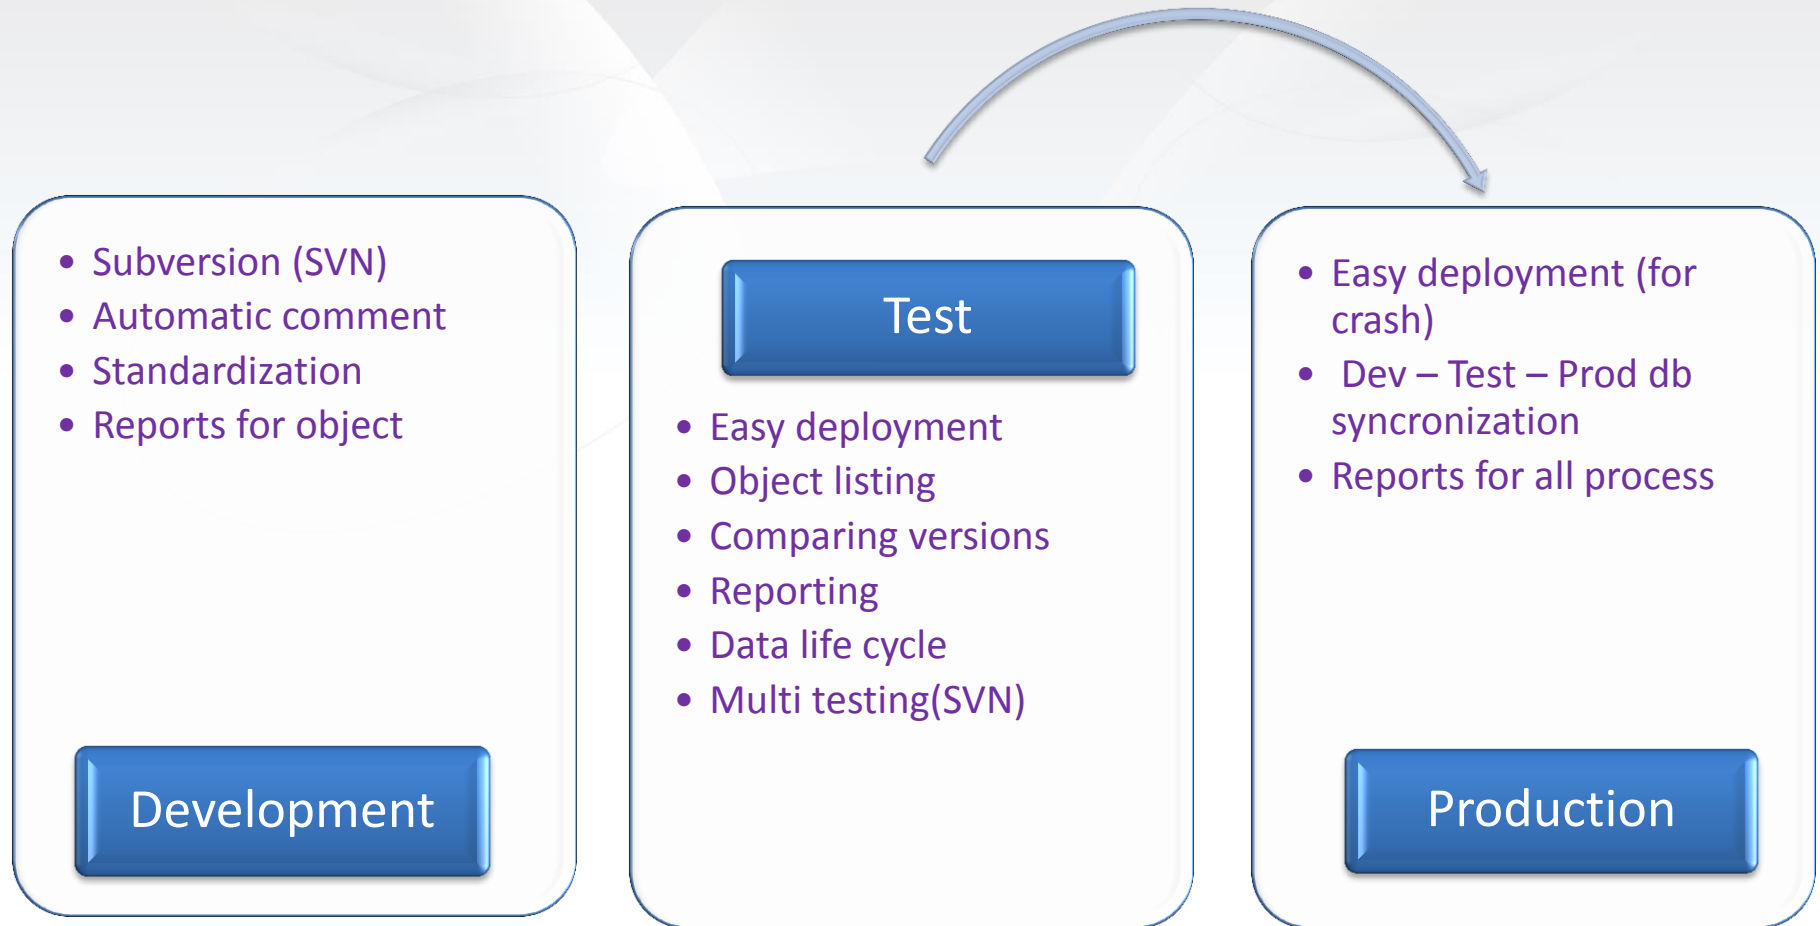 • Subversion (SVN)
• Automatic comment
• Standardization
• Reports for object
Development
Test
• Easy deployment
• Object listing
• Comparing versions
• Reporting
• Data life cycle
• Multi testing(SVN)
• Easy deployment (for
crash)
• Dev – Test – Prod db
syncronization
• Reports for all process
Production